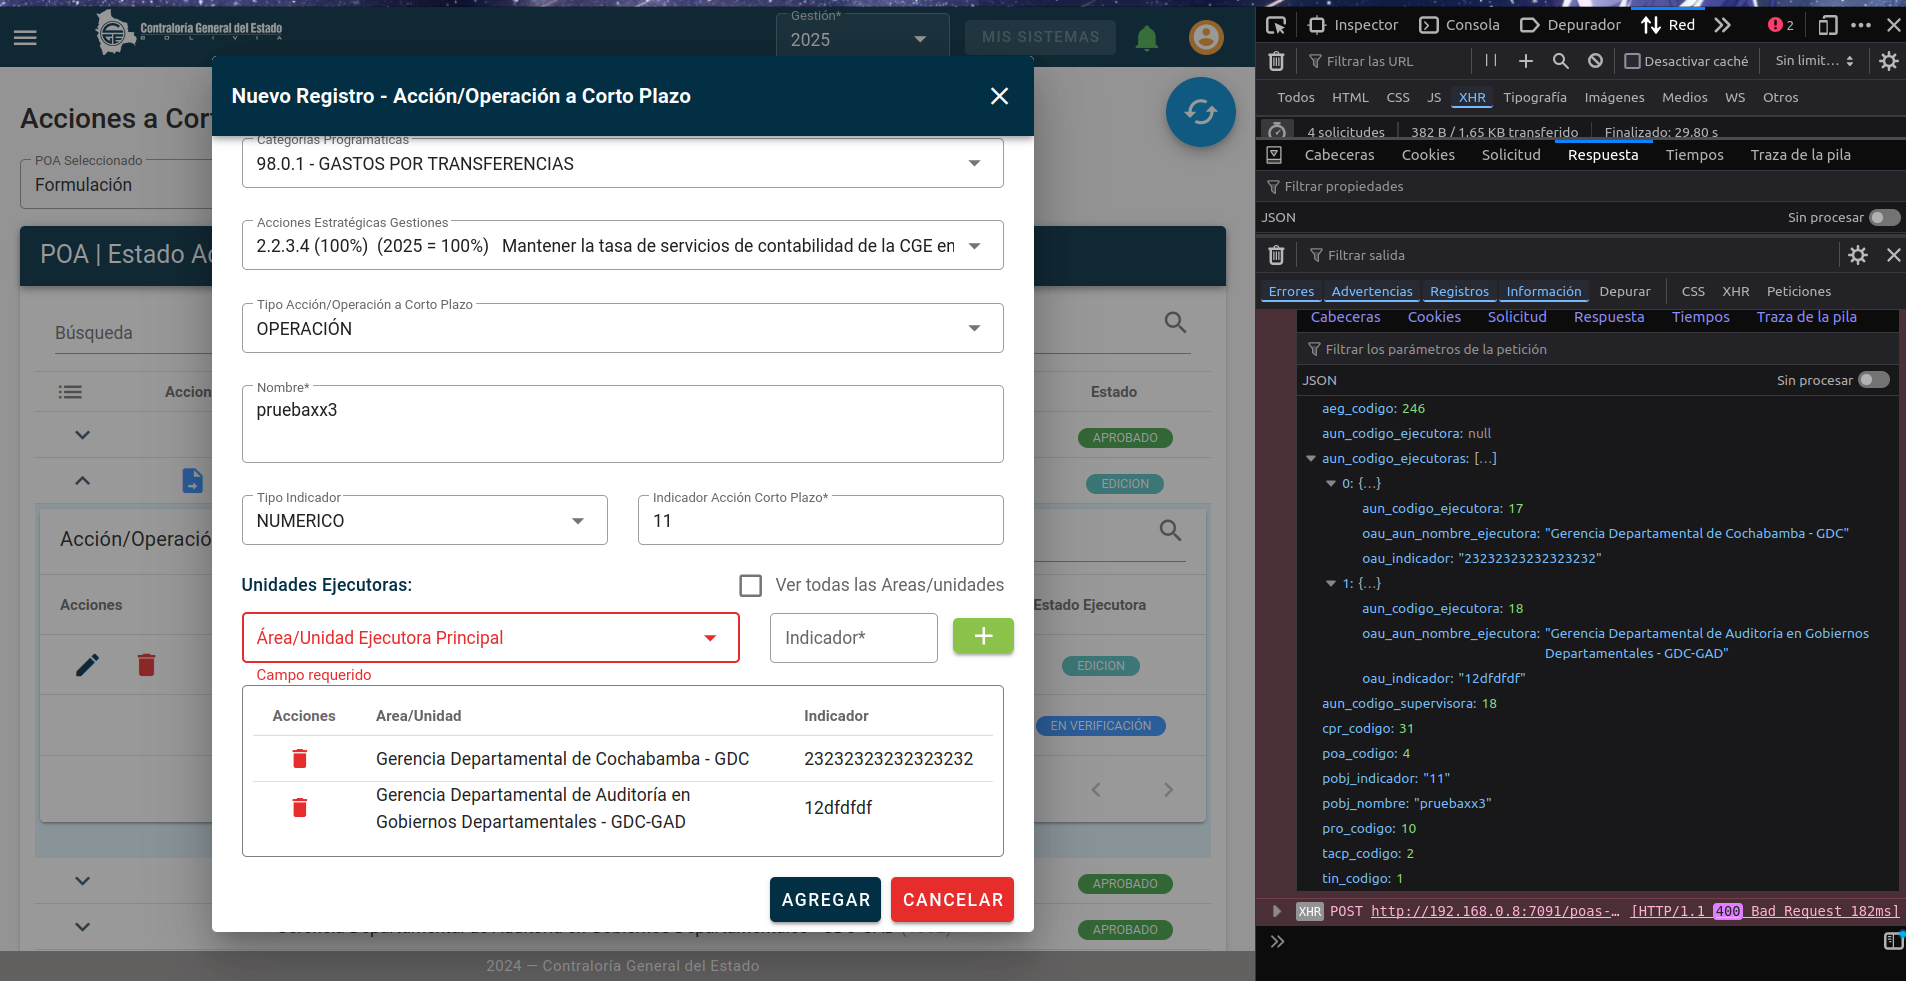 Contraloría General del Estado
B O L I V I A
Gestión*
2025
MIS SISTEMAS
Acciones a Cor
POA Seleccionado
Formulación
POA | Estado Ac
Búsqueda
Accion
Estado
APROBADO
EDICION
Acción/Operació
Acciones
Estado Ejecutora
EDICION
EN VERIFICACIÓN
APROBADO
APROBADO
2024 — Contraloría General del Estado
Nuevo Registro - Acción/Operación a Corto Plazo
Categorías Programáticas
98.0.1 - GASTOS POR TRANSFERENCIAS
Acciones Estratégicas Gestiones
2.2.3.4 (100%) (2025 = 100%) Mantener la tasa de servicios de contabilidad de la CGE en
Tipo Acción/Operación a Corto Plazo
OPERACIÓN
Nombre*
pruebaxx3
Tipo Indicador
NUMERICO
Indicador Acción Corto Plazo*
11
Unidades Ejecutoras:
Ver todas las Areas/unidades
Área/Unidad Ejecutora Principal
Indicador*
Campo requerido
Acciones Area/Unidad Indicador
Gerencia Departamental de Cochabamba - GDC 23232323232323232
Gerencia Departamental de Auditoría en
Gobiernos Departamentales - GDC-GAD
12dfdfdf
AGREGAR
CANCELAR
Inspector Consola Depurador Red 2
Filtrar las URL Desactivar caché Sin limit...
Todos HTML CSS JS XHR Tipografía Imágenes Medios WS Otros
4 solicitudes 382 B / 1,65 KB transferido Finalizado: 29.80 s
Cabeceras Cookies Solicitud Respuesta Tiempos Traza de la pila
Filtrar propiedades
JSON Sin procesar
Filtrar salida
Errores Advertencias Registros Información Depurar CSS XHR Peticiones
Cabeceras Cookies Solicitud Respuesta Tiempos Traza de la pila
Filtrar los parámetros de la petición
JSON Sin procesar
aeg_codigo: 246
aun_codigo_ejecutora: null
aun_codigo_ejecutoras: […]
0: {…}
aun_codigo_ejecutora: 17
oau_aun_nombre_ejecutora: "Gerencia Departamental de Cochabamba - GDC"
oau_indicador: "23232323232323232"
1: {…}
aun_codigo_ejecutora: 18
oau_aun_nombre_ejecutora: "Gerencia Departamental de Auditoría en Gobiernos
Departamentales - GDC-GAD"
oau_indicador: "12dfdfdf"
aun_codigo_supervisora: 18
cpr_codigo: 31
poa_codigo: 4
pobj_indicador: "11"
pobj_nombre: "pruebaxx3"
pro_codigo: 10
tacp_codigo: 2
tin_codigo: 1
XHR POST http://192.168.0.8:7091/poas-… [HTTP/1.1 400 Bad Request 182ms]